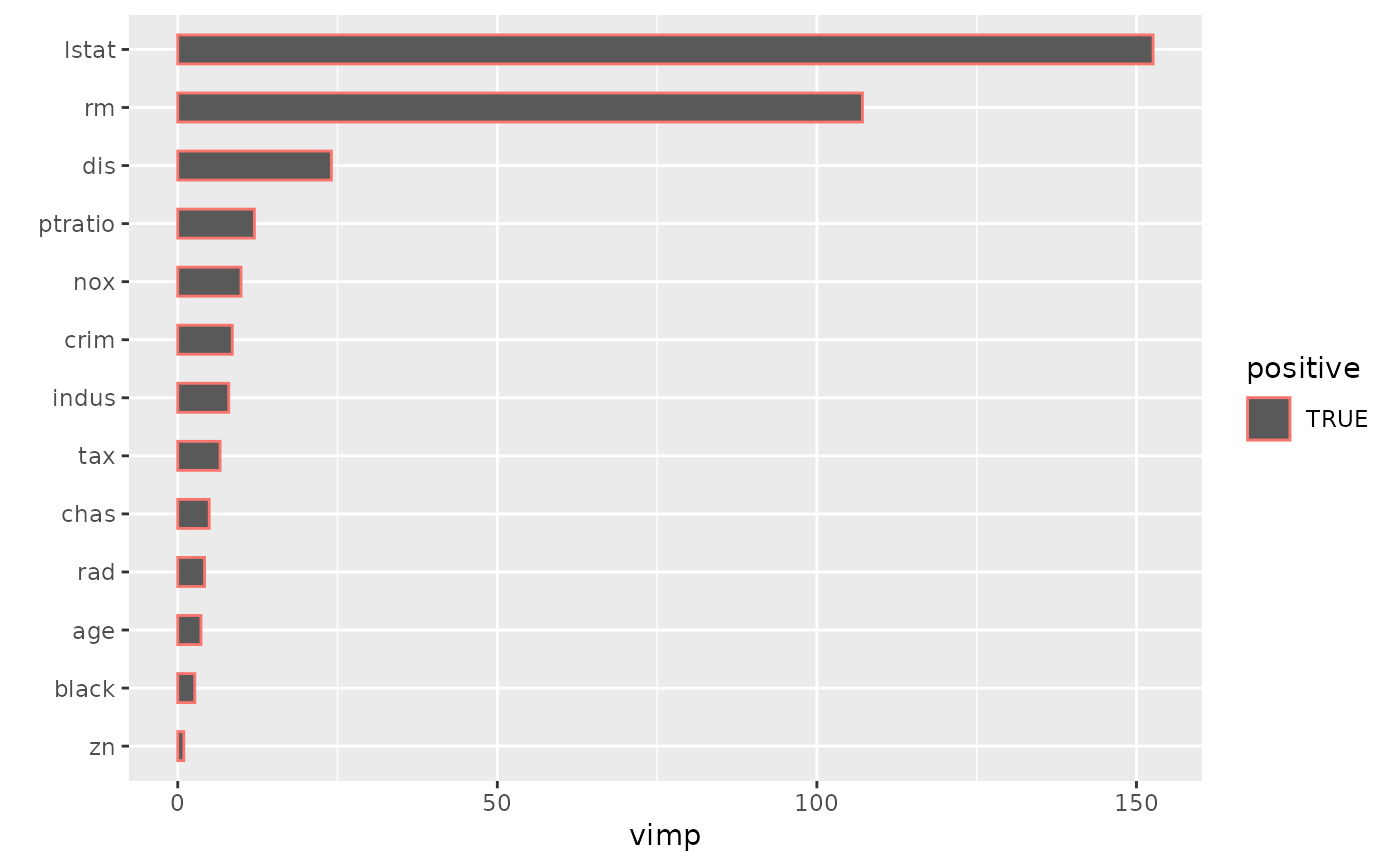 lstat
rm
dis
ptratio
nox
crim
indus
tax
chas
rad
age
black
zn
0 50 100 150
vimp
positive
TRUE